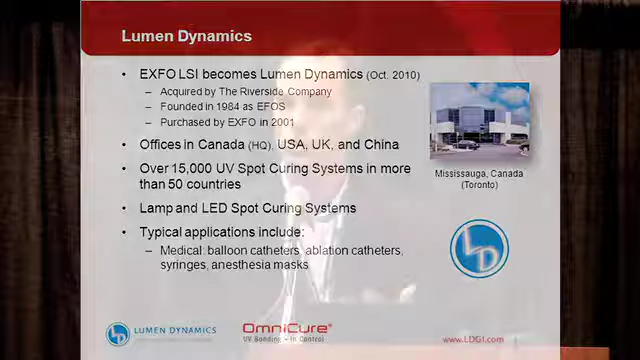 Lumen Dynamics
• EXFO LSI becomes Lumen Dynamics (Oct. 2010)
– Acquired by The Riverside Company
– Founded in 1984 as EFOS
– Purchased by EXFO in 2001
• Offices in Canada (HQ), USA, UK, and China
• Over 15,000 UV Spot Curing Systems in more
than 50 countries
• Lamp and LED Spot Curing Systems
• Typical applications include:
– Medical: balloon catheters, ablation catheters,
syringes, anesthesia masks
Mississauga, Canada
(Toronto)
LD
LUMEN DYNAMICS
OmniCure®
UV Bonding – In Control
www.LDGI.com